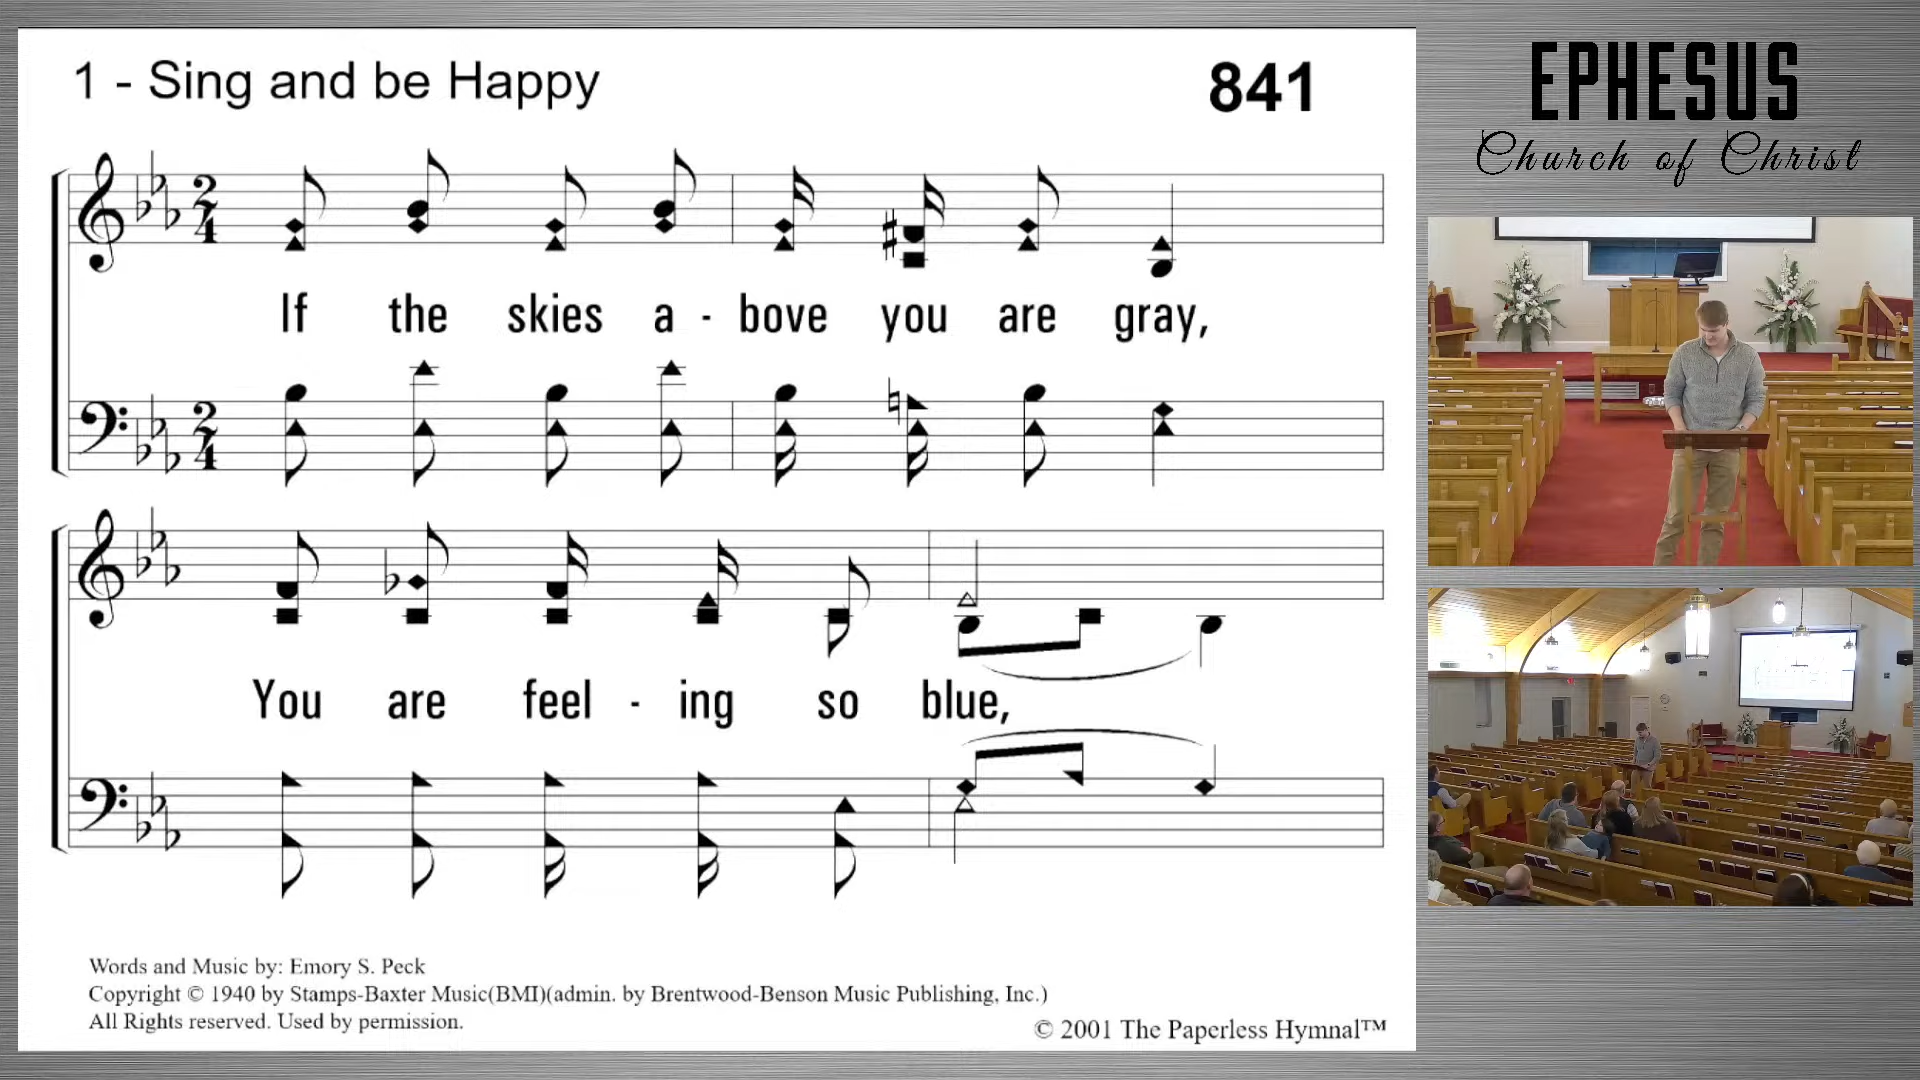 1 - Sing and be Happy
841
If the skies a - bove you are gray,
You are feel - ing so blue,
Words and Music by: Emory S. Peck
Copyright © 1940 by Stamps-Baxter Music(BMI)(admin. by Brentwood-Benson Music Publishing, Inc.)
All Rights reserved. Used by permission.
© 2001 The Paperless Hymnal™
EPHESUS
Church of Christ